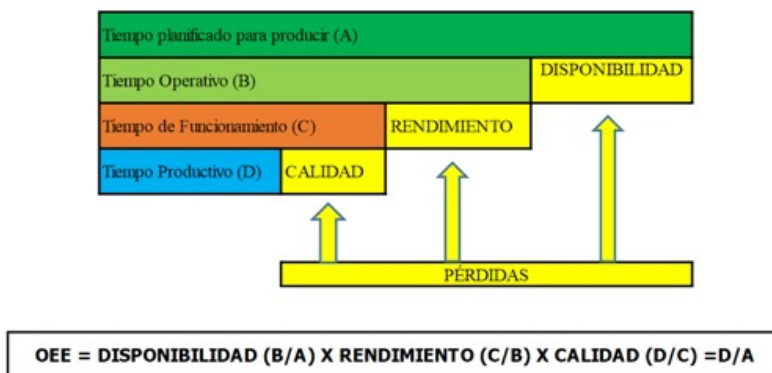 Tiempo planificado para producir (A)
Tiempo Operativo (B)
DISPONIBILIDAD
Tiempo de Funcionamiento (C)
RENDIMIENTO
Tiempo Productivo (D)
CALIDAD
PÉRDIDAS
OEE = DISPONIBILIDAD (B/A) X RENDIMIENTO (C/B) X CALIDAD (D/C) =D/A